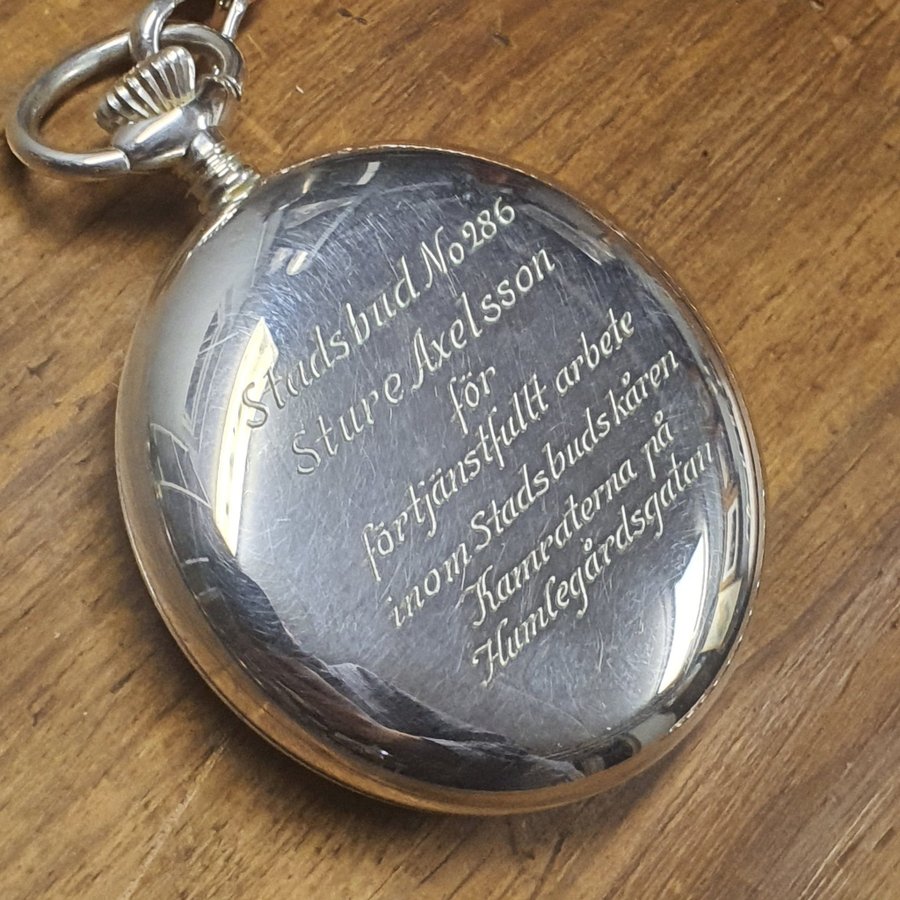 Stadsbud No 286
Sture Axelsson
för
förtjänstfullt arbete
inom Stadsbudskåren
Kamraterna på
Humlegårdsgatan